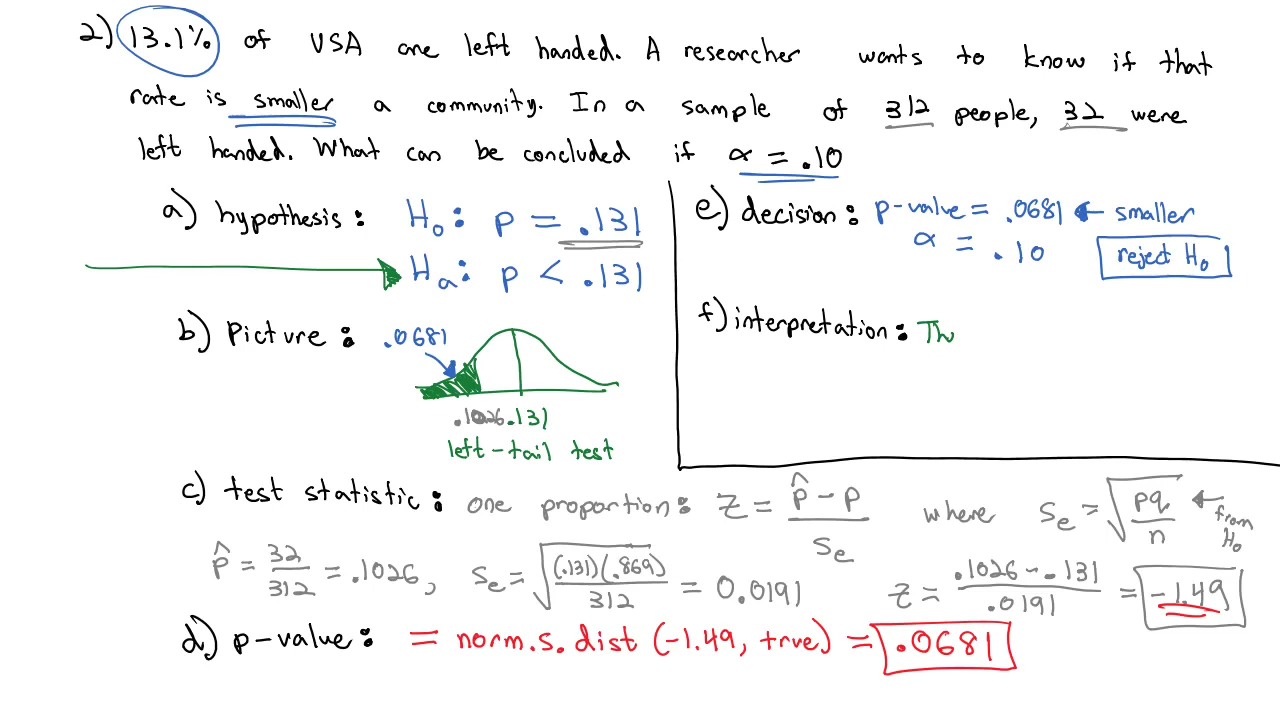 2) 13.1% of USA are left handed. A researcher wants to know if that
rate is smaller a community. In a sample of 312 people, 32 were
left handed. What can be concluded if α = .10
a) hypothesis: H₀: p = .131
Hₐ: p < .131
b) Picture: .0681
.1026 .131
left-tail test
c) test statistic: one proportion: z = (p̂ - p)/Sₑ where Sₑ = √(pq/n) ← from H₀
p̂ = 32/312 = .1026, Sₑ = √((.131)(.869)/312) = 0.0191 z = (.1026 - .131)/.0191 = -1.49
d) p-value: = norm.s.dist (-1.49, true) = .0681
e) decision: p-value = .0681 ← smaller
α = .10 reject H₀
f) interpretation: Th